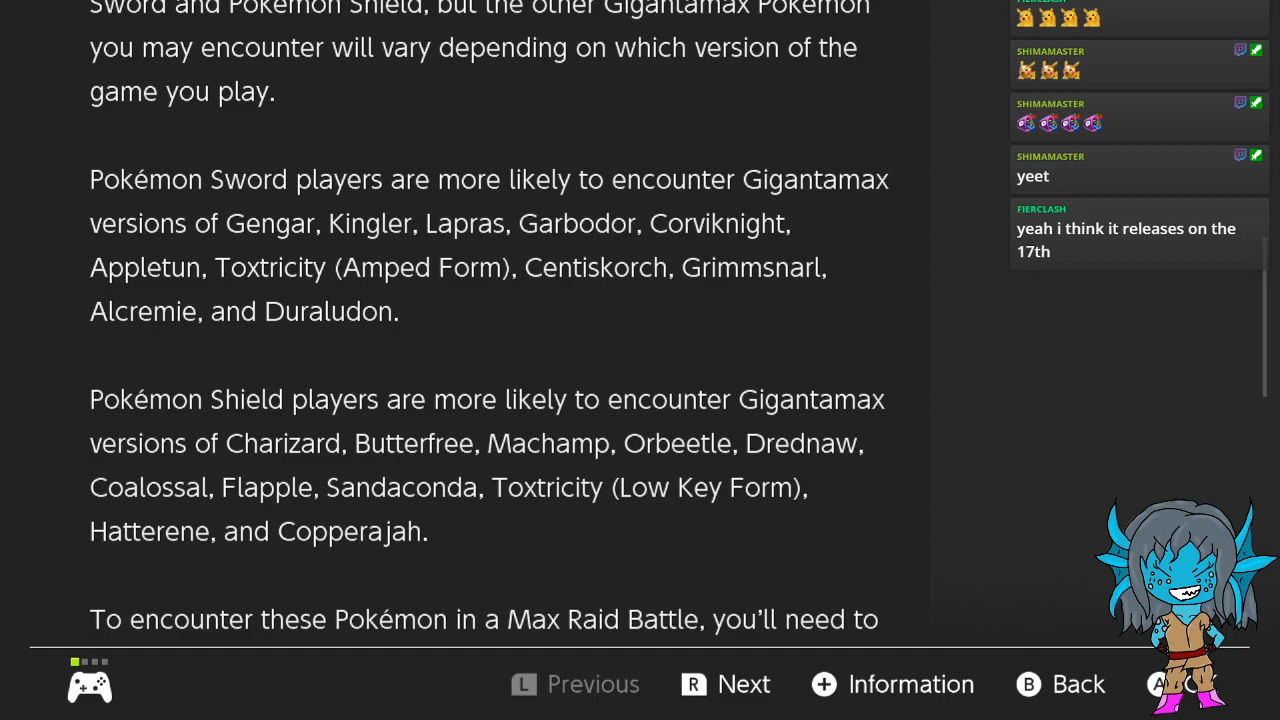 Sword and Pokémon Shield, but the other Gigantamax Pokémon
you may encounter will vary depending on which version of the
game you play.
Pokémon Sword players are more likely to encounter Gigantamax
versions of Gengar, Kingler, Lapras, Garbodor, Corviknight,
Appletun, Toxtricity (Amped Form), Centiskorch, Grimmsnarl,
Alcremie, and Duraludon.
Pokémon Shield players are more likely to encounter Gigantamax
versions of Charizard, Butterfree, Machamp, Orbeetle, Drednaw,
Coalossal, Flapple, Sandaconda, Toxtricity (Low Key Form),
Hatterene, and Copperajah.
To encounter these Pokémon in a Max Raid Battle, you’ll need to
L Previous
R Next
+ Information
B Back
A
FIERCLASH
SHIMAMASTER
SHIMAMASTER
SHIMAMASTER
yeet
FIERCLASH
yeah i think it releases on the
17th